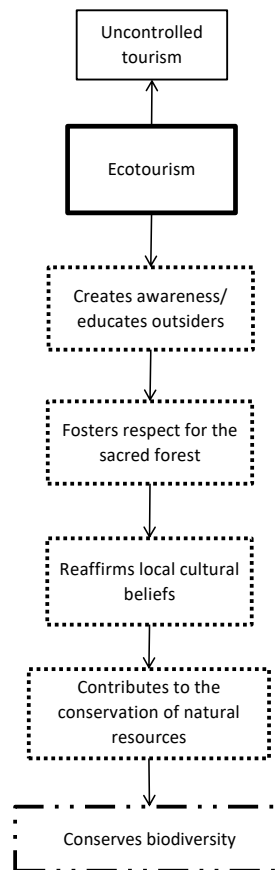 Uncontrolled
tourism
Ecotourism
Creates awareness/
educates outsiders
Fosters respect for the
sacred forest
Reaffirms local cultural
beliefs
Contributes to the
conservation of natural
resources
Conserves biodiversity